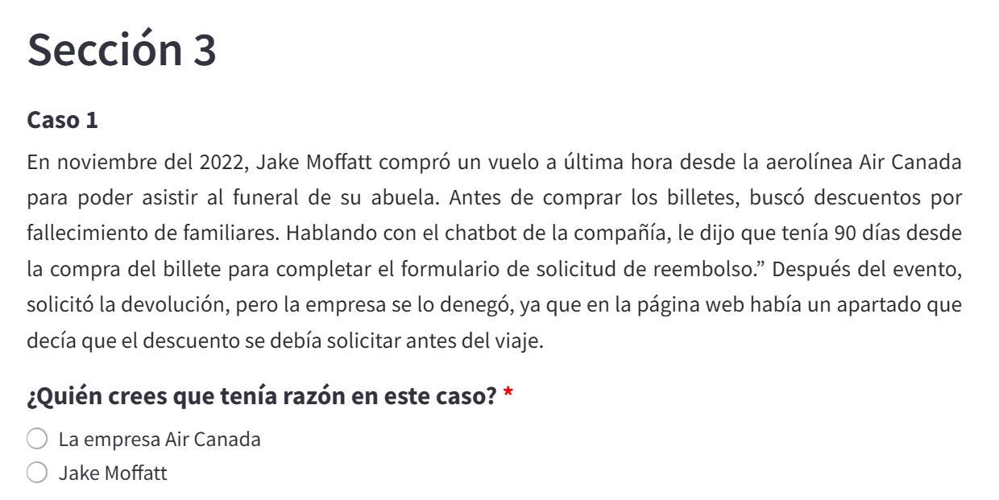 Sección 3
Caso 1
En noviembre del 2022, Jake Moffatt compró un vuelo a última hora desde la aerolínea Air Canada
para poder asistir al funeral de su abuela. Antes de comprar los billetes, buscó descuentos por
fallecimiento de familiares. Hablando con el chatbot de la compañía, le dijo que tenía 90 días desde
la compra del billete para completar el formulario de solicitud de reembolso.” Después del evento,
solicitó la devolución, pero la empresa se lo denegó, ya que en la página web había un apartado que
decía que el descuento se debía solicitar antes del viaje.
¿Quién crees que tenía razón en este caso? *
La empresa Air Canada
Jake Moffatt